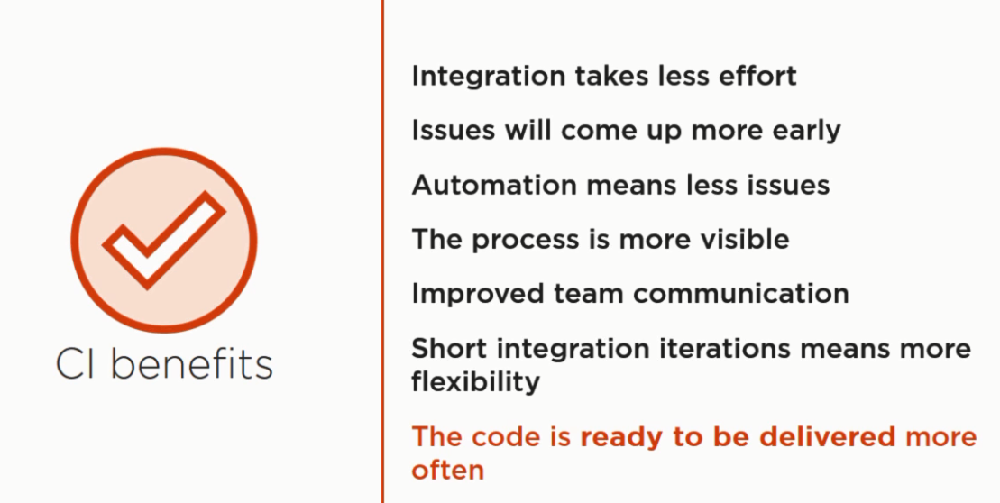 CI benefits
Integration takes less effort
Issues will come up more early
Automation means less issues
The process is more visible
Improved team communication
Short integration iterations means more
flexibility
The code is ready to be delivered more
often